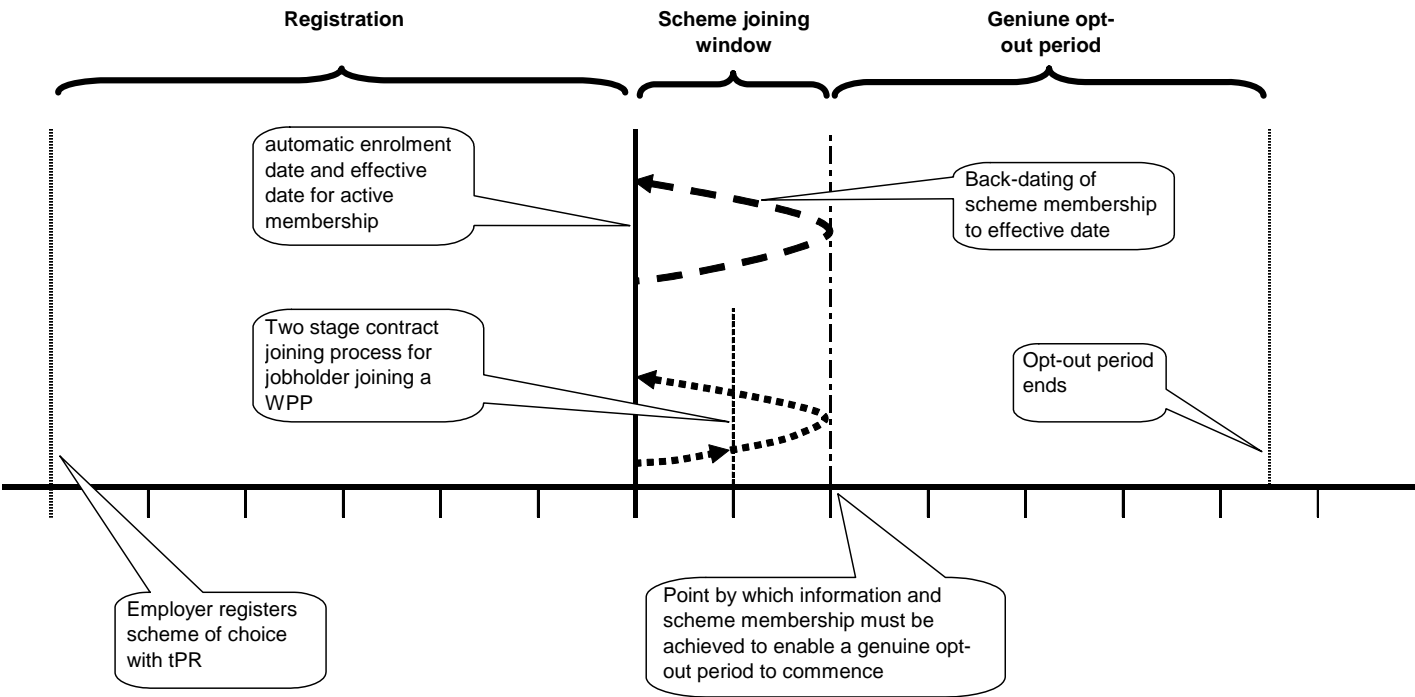 Registration
Scheme joining
window
Geniune opt-
out period
automatic enrolment
date and effective
date for active
membership
Back-dating of
scheme membership
to effective date
Two stage contract
joining process for
jobholder joining a
WPP
Opt-out period
ends
Employer registers
scheme of choice
with tPR
Point by which information and
scheme membership must be
achieved to enable a genuine opt-
out period to commence